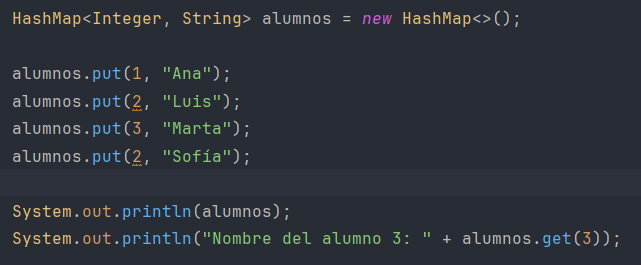 HashMap<Integer, String> alumnos = new HashMap<>();
alumnos.put(1, "Ana");
alumnos.put(2, "Luis");
alumnos.put(3, "Marta");
alumnos.put(2, "Sofía");
System.out.println(alumnos);
System.out.println("Nombre del alumno 3: " + alumnos.get(3));